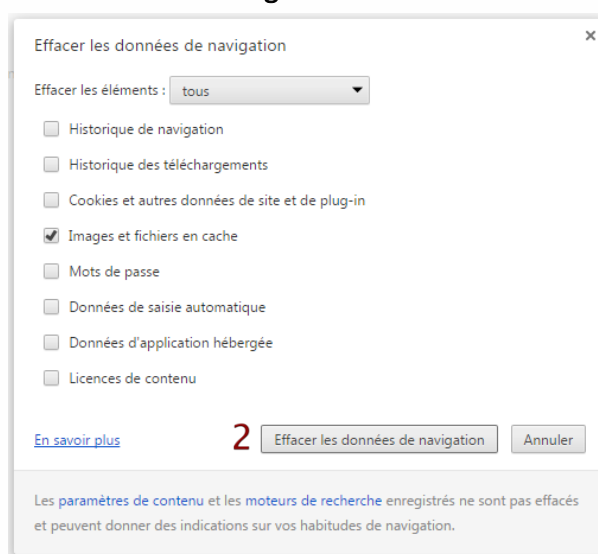 Effacer les données de navigation
Effacer les éléments : tous
Historique de navigation
Historique des téléchargements
Cookies et autres données de site et de plug-in
Images et fichiers en cache
Mots de passe
Données de saisie automatique
Données d'application hébergée
Licences de contenu
En savoir plus 2 Effacer les données de navigation Annuler
Les paramètres de contenu et les moteurs de recherche enregistrés ne sont pas effacés
et peuvent donner des indications sur vos habitudes de navigation.